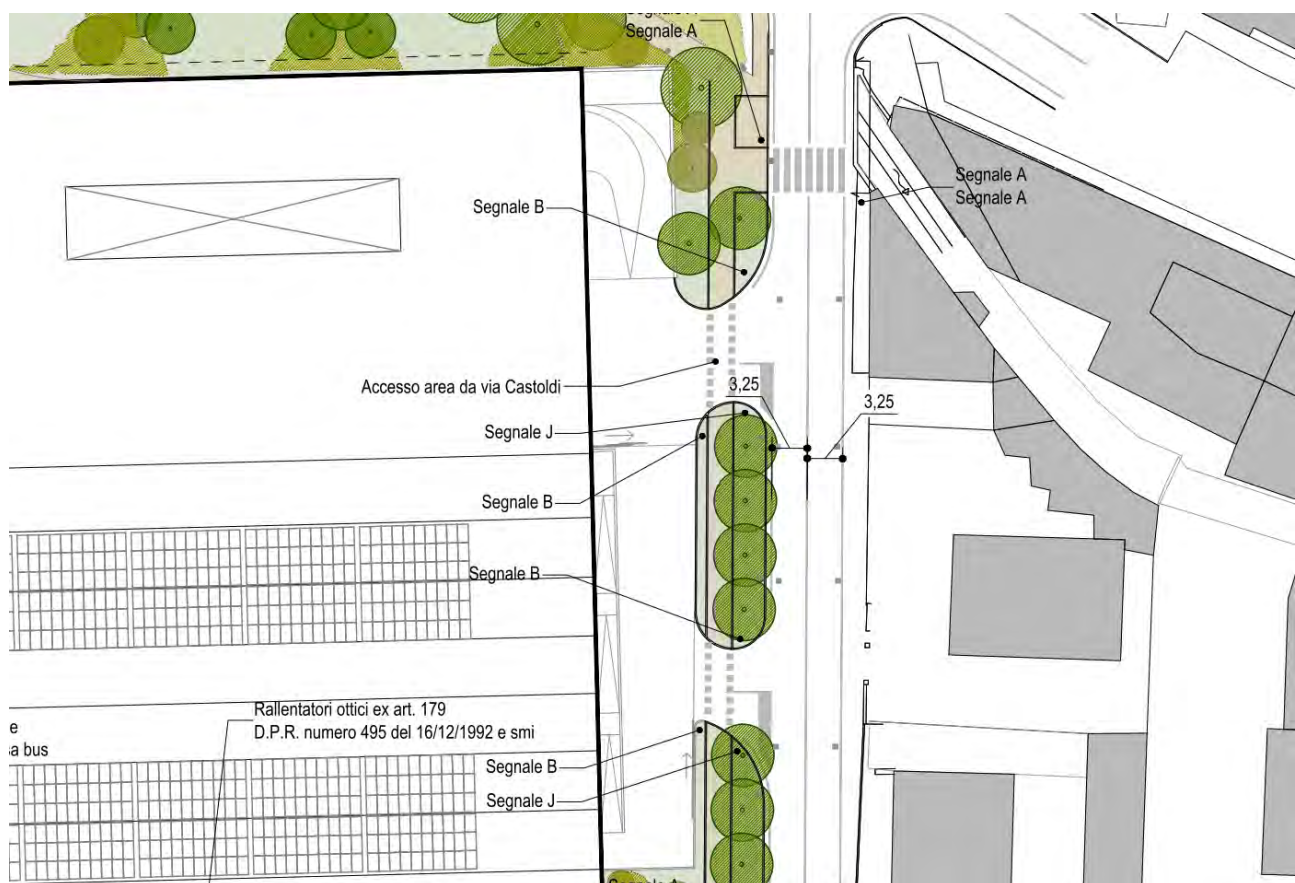 Segnale A
Segnale A
Segnale A
Segnale B
Accesso area da via Castoldi
3,25
3,25
Segnale J
Segnale B
Segnale B
Rallentatori ottici ex art. 179
D.P.R. numero 495 del 16/12/1992 e smi
e
a bus
Segnale B
Segnale J